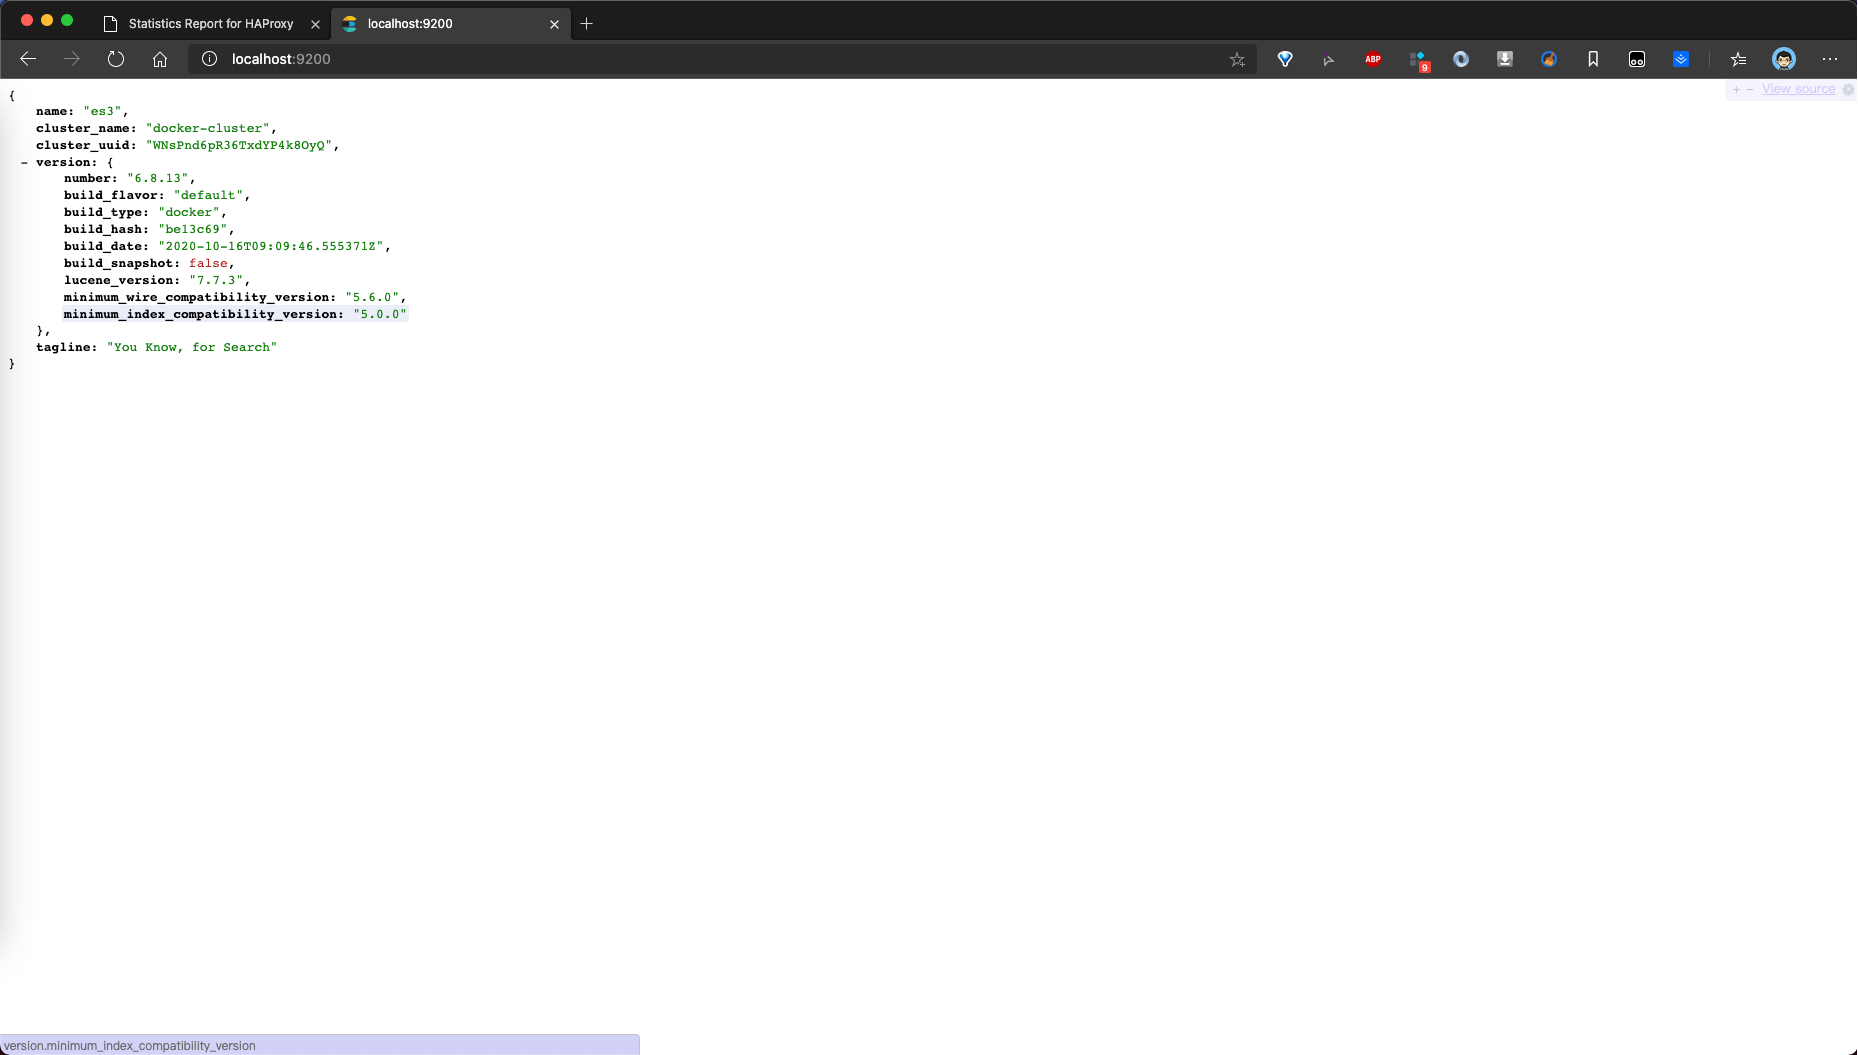 Statistics Report for HAProxy
localhost:9200
localhost:9200
ABP
9
+ − View source
{
name: "es3",
cluster_name: "docker-cluster",
cluster_uuid: "WNsPnd6pR36TxdYP4k8OyQ",
– version: {
number: "6.8.13",
build_flavor: "default",
build_type: "docker",
build_hash: "be13c69",
build_date: "2020-10-16T09:09:46.555371Z",
build_snapshot: false,
lucene_version: "7.7.3",
minimum_wire_compatibility_version: "5.6.0",
minimum_index_compatibility_version: "5.0.0"
},
tagline: "You Know, for Search"
}
version.minimum_index_compatibility_version